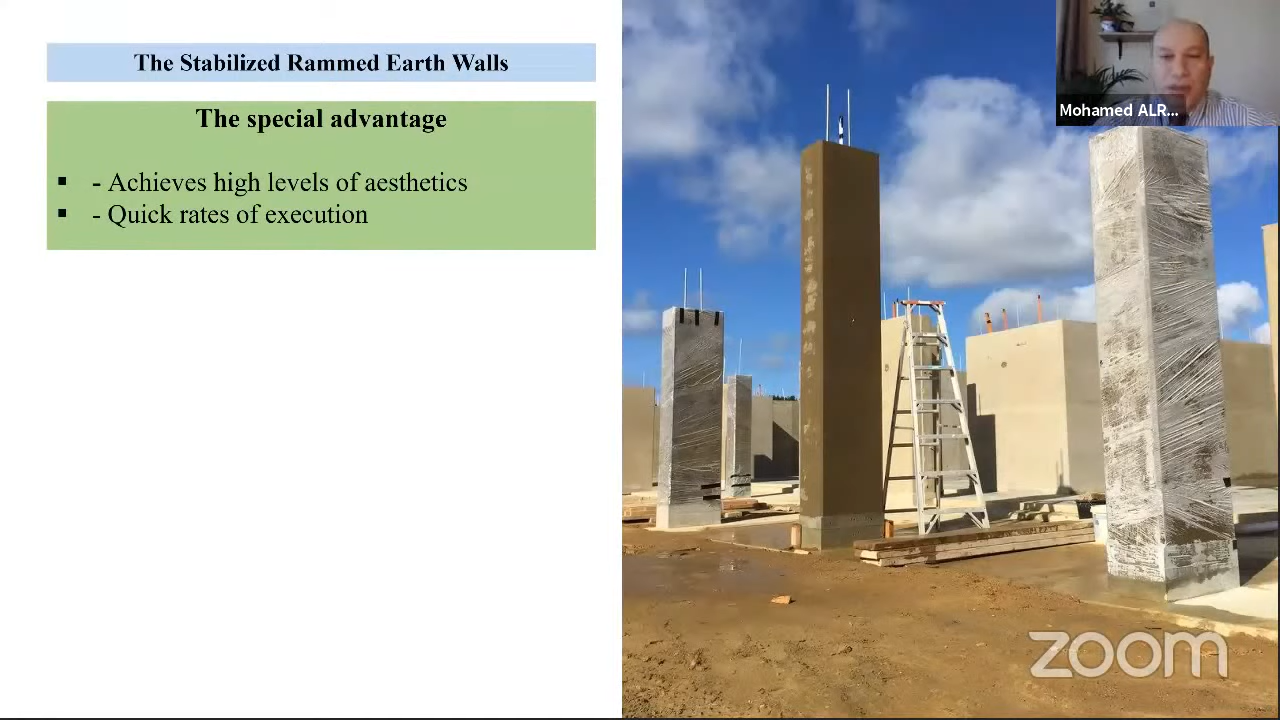 The Stabilized Rammed Earth Walls
The special advantage
▪ - Achieves high levels of aesthetics
▪ - Quick rates of execution
Mohamed ALR...
zoom